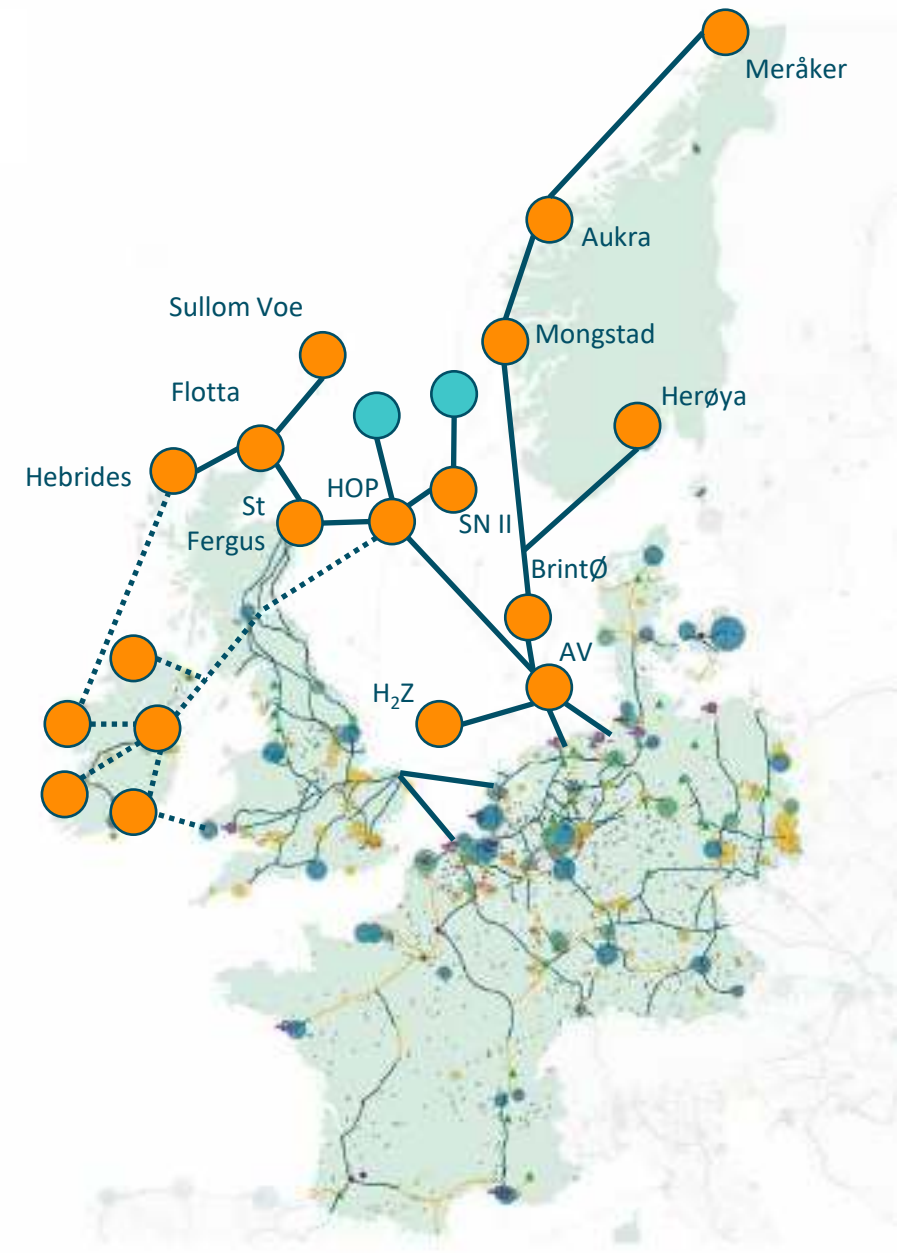 Meråker
Aukra
Sullom Voe
Mongstad
Flotta
Herøya
Hebrides
HOP
St
Fergus
SN II
BrintØ
AV
H₂Z